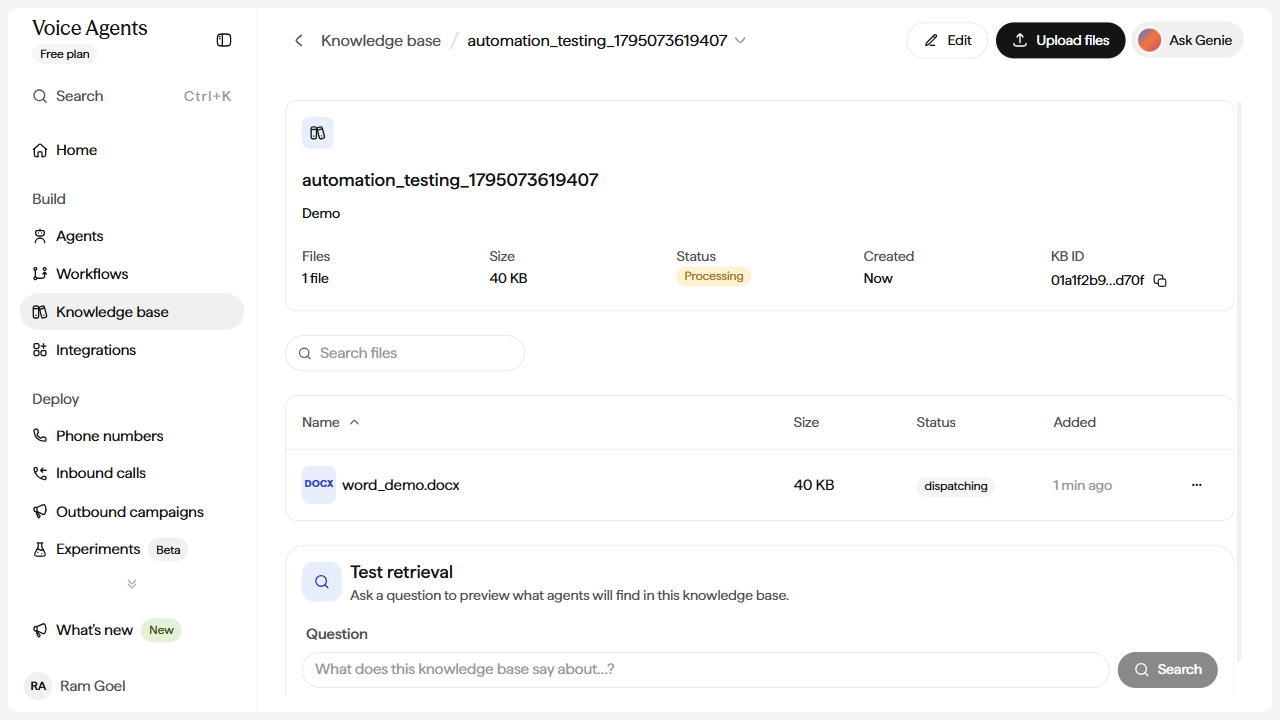 Voice Agents
Free plan
Search Ctrl+K
Home
Build
Agents
Workflows
Knowledge base
Integrations
Deploy
Phone numbers
Inbound calls
Outbound campaigns
Experiments Beta
What's new New
RA Ram Goel
Knowledge base / automation_testing_1795073619407
Edit
Upload files
Ask Genie
automation_testing_1795073619407
Demo
Files Size Status Created KB ID
1 file 40 KB Processing Now 01a1f2b9...d70f
Search files
Name Size Status Added
DOCX word_demo.docx 40 KB dispatching 1 min ago
Test retrieval
Ask a question to preview what agents will find in this knowledge base.
Question
What does this knowledge base say about...? Search